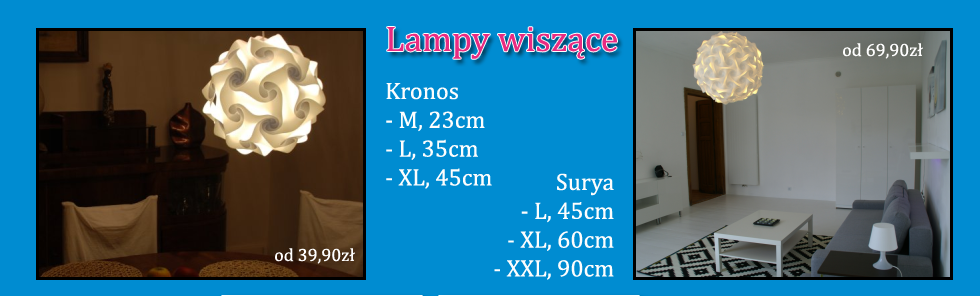 Lampy wiszące
Kronos
- M, 23cm
- L, 35cm
- XL, 45cm
Surya
- L, 45cm
- XL, 60cm
- XXL, 90cm
od 39,90zł
od 69,90zł